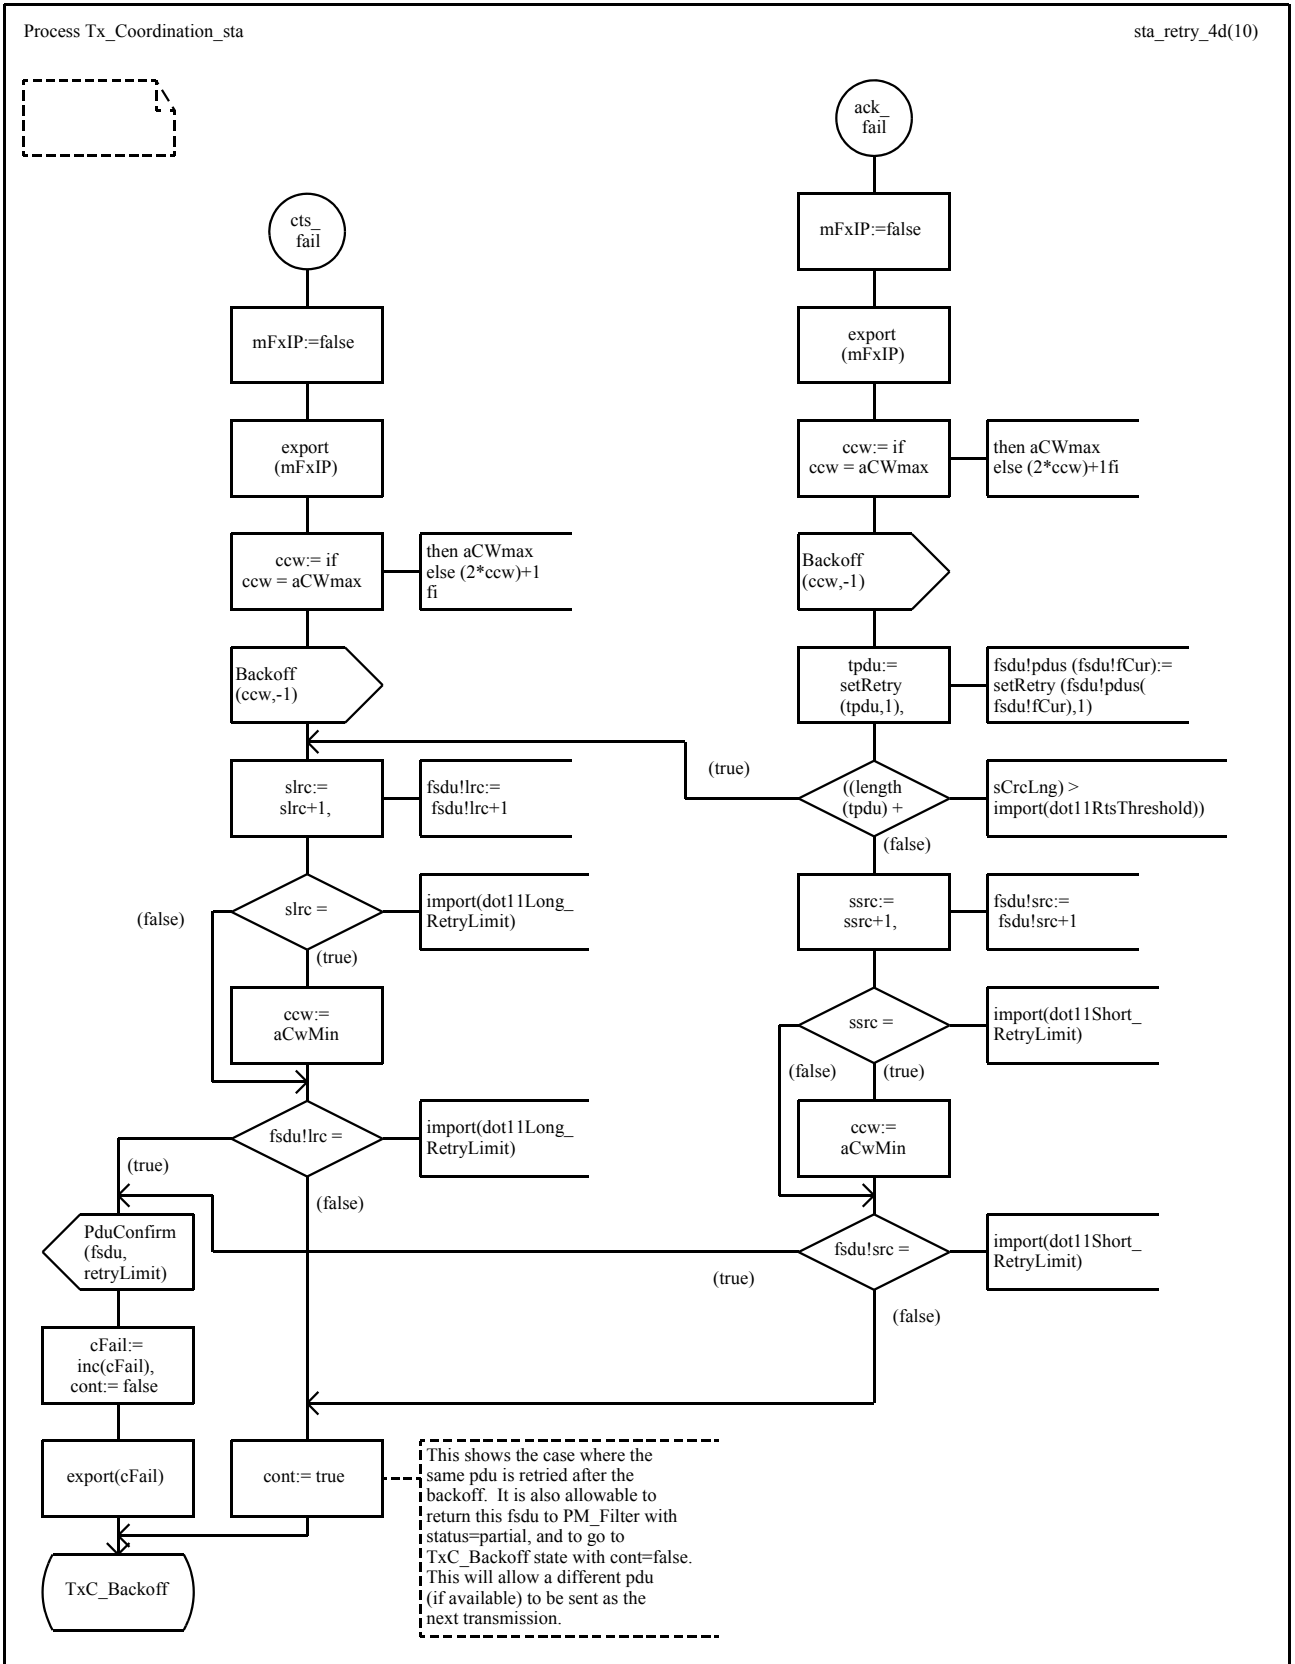 Process Tx_Coordination_sta
sta_retry_4d(10)
ack_
fail
mFxIP:=false
export
(mFxIP)
ccw:= if
ccw = aCWmax
then aCWmax
else (2*ccw)+1fi
Backoff
(ccw,-1)
tpdu:=
setRetry
(tpdu,1),
fsdu!pdus (fsdu!fCur):=
setRetry (fsdu!pdus(
fsdu!fCur),1)
(true)
((length
(tpdu) +
sCrcLng) >
import(dot11RtsThreshold))
(false)
ssrc:=
ssrc+1,
fsdu!src:=
fsdu!src+1
ssrc =
import(dot11Short_
RetryLimit)
(false)
(true)
ccw:=
aCwMin
fsdu!src =
import(dot11Short_
RetryLimit)
(true)
(false)
cts_
fail
mFxIP:=false
export
(mFxIP)
ccw:= if
ccw = aCWmax
then aCWmax
else (2*ccw)+1
fi
Backoff
(ccw,-1)
slrc:=
slrc+1,
fsdu!lrc:=
fsdu!lrc+1
(false)
slrc =
import(dot11Long_
RetryLimit)
(true)
ccw:=
aCwMin
fsdu!lrc =
import(dot11Long_
RetryLimit)
(true)
(false)
PduConfirm
(fsdu,
retryLimit)
cFail:=
inc(cFail),
cont:= false
export(cFail)
cont:= true
This shows the case where the
same pdu is retried after the
backoff.  It is also allowable to
return this fsdu to PM_Filter with
status=partial, and to go to
TxC_Backoff state with cont=false.
This will allow a different pdu
(if available) to be sent as the
next transmission.
TxC_Backoff